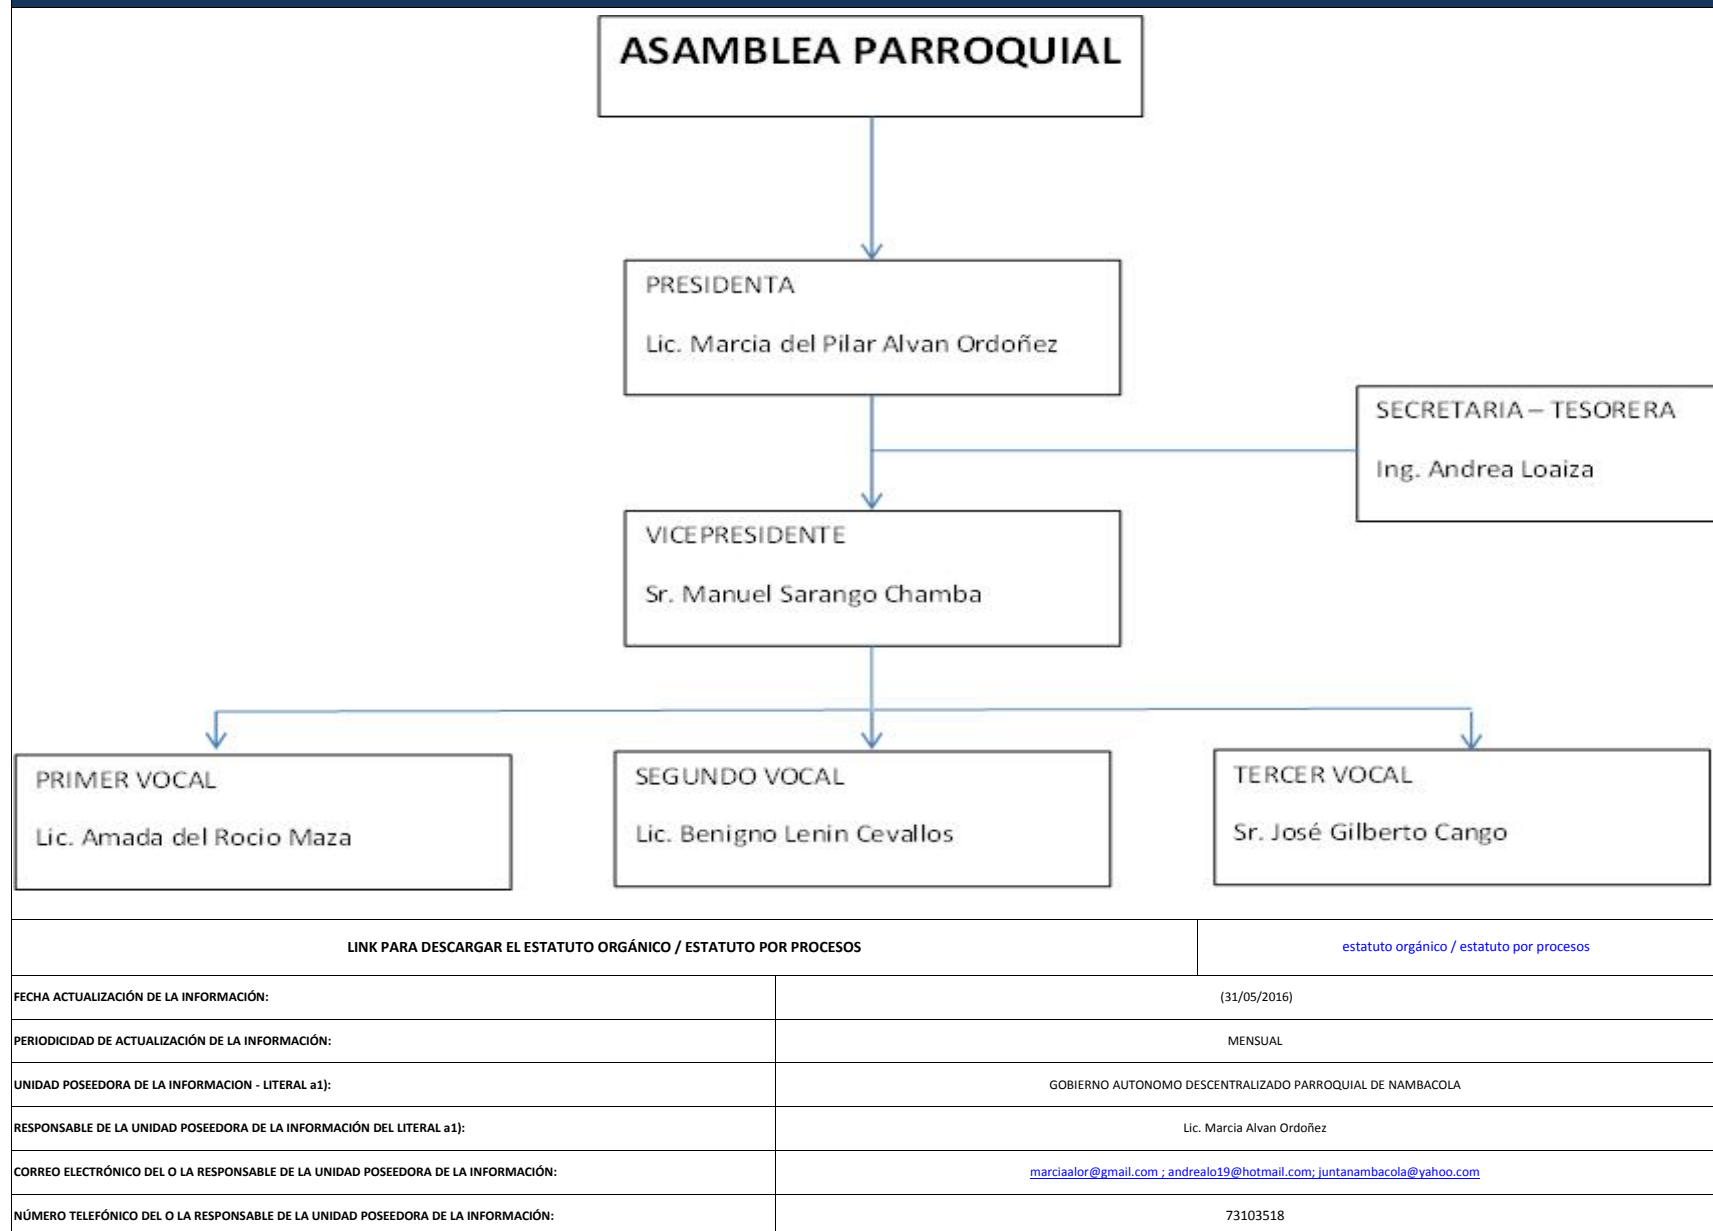 ASAMBLEA PARROQUIAL
PRESIDENTA
Lic. Marcia del Pilar Alvan Ordoñez
SECRETARIA – TESORERA
Ing. Andrea Loaiza
VICEPRESIDENTE
Sr. Manuel Sarango Chamba
PRIMER VOCAL
Lic. Amada del Rocio Maza
SEGUNDO VOCAL
Lic. Benigno Lenin Cevallos
TERCER VOCAL
Sr. José Gilberto Cango
LINK PARA DESCARGAR EL ESTATUTO ORGÁNICO / ESTATUTO POR PROCESOS estatuto orgánico / estatuto por procesos
FECHA ACTUALIZACIÓN DE LA INFORMACIÓN: (31/05/2016)
PERIODICIDAD DE ACTUALIZACIÓN DE LA INFORMACIÓN: MENSUAL
UNIDAD POSEEDORA DE LA INFORMACION - LITERAL a1): GOBIERNO AUTONOMO DESCENTRALIZADO PARROQUIAL DE NAMBACOLA
RESPONSABLE DE LA UNIDAD POSEEDORA DE LA INFORMACIÓN DEL LITERAL a1): Lic. Marcia Alvan Ordoñez
CORREO ELECTRÓNICO DEL O LA RESPONSABLE DE LA UNIDAD POSEEDORA DE LA INFORMACIÓN: marciaalor@gmail.com ; andrealo19@hotmail.com; juntanambacola@yahoo.com
NÚMERO TELEFÓNICO DEL O LA RESPONSABLE DE LA UNIDAD POSEEDORA DE LA INFORMACIÓN: 73103518